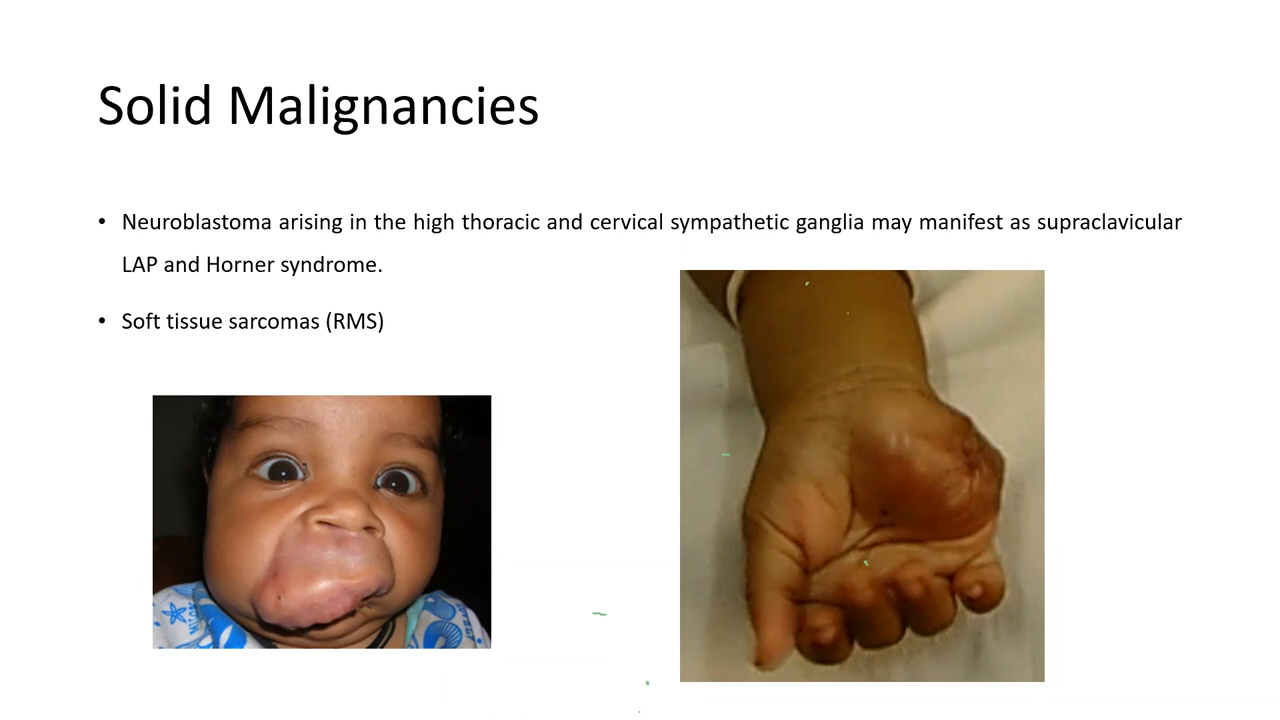 Solid Malignancies
• Neuroblastoma arising in the high thoracic and cervical sympathetic ganglia may manifest as supraclavicular
LAP and Horner syndrome.
• Soft tissue sarcomas (RMS)